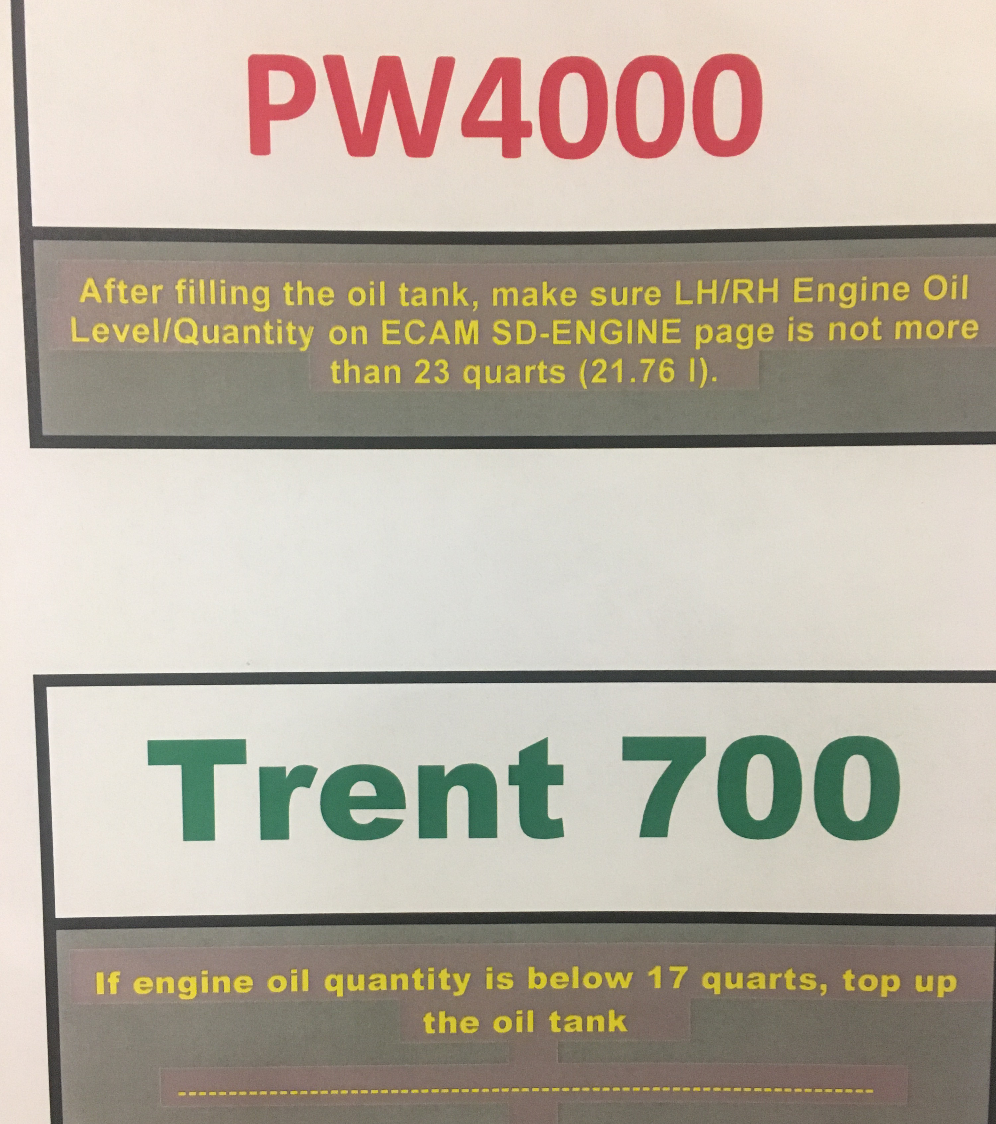 PW4000
After filling the oil tank, make sure LH/RH Engine Oil
Level/Quantity on ECAM SD-ENGINE page is not more
than 23 quarts (21.76 l).
Trent 700
If engine oil quantity is below 17 quarts, top up
the oil tank
--------------------------------------------------------------------